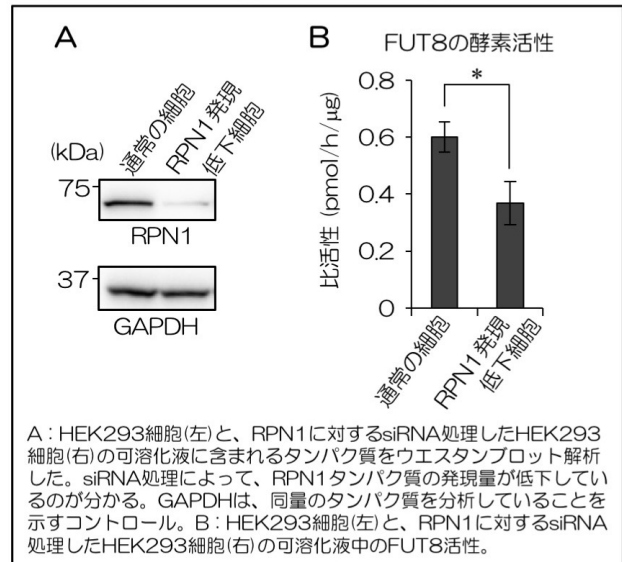 A
通常の細胞
RPN1発現
低下細胞
(kDa)
75
RPN1
37
GAPDH
B
FUT8の酵素活性
*
比活性 (pmol/h/μg)
0.8
0.6
0.4
0.2
0
通常の細胞
RPN1発現
低下細胞
A：HEK293細胞(左)と、RPN1に対するsiRNA処理したHEK293
細胞(右)の可溶化液に含まれるタンパク質をウエスタンブロット解析
した。siRNA処理によって、RPN1タンパク質の発現量が低下してい
るのが分かる。GAPDHは、同量のタンパク質を分析していることを
示すコントロール。B：HEK293細胞(左)と、RPN1に対するsiRNA
処理したHEK293細胞(右)の可溶化液中のFUT8活性。